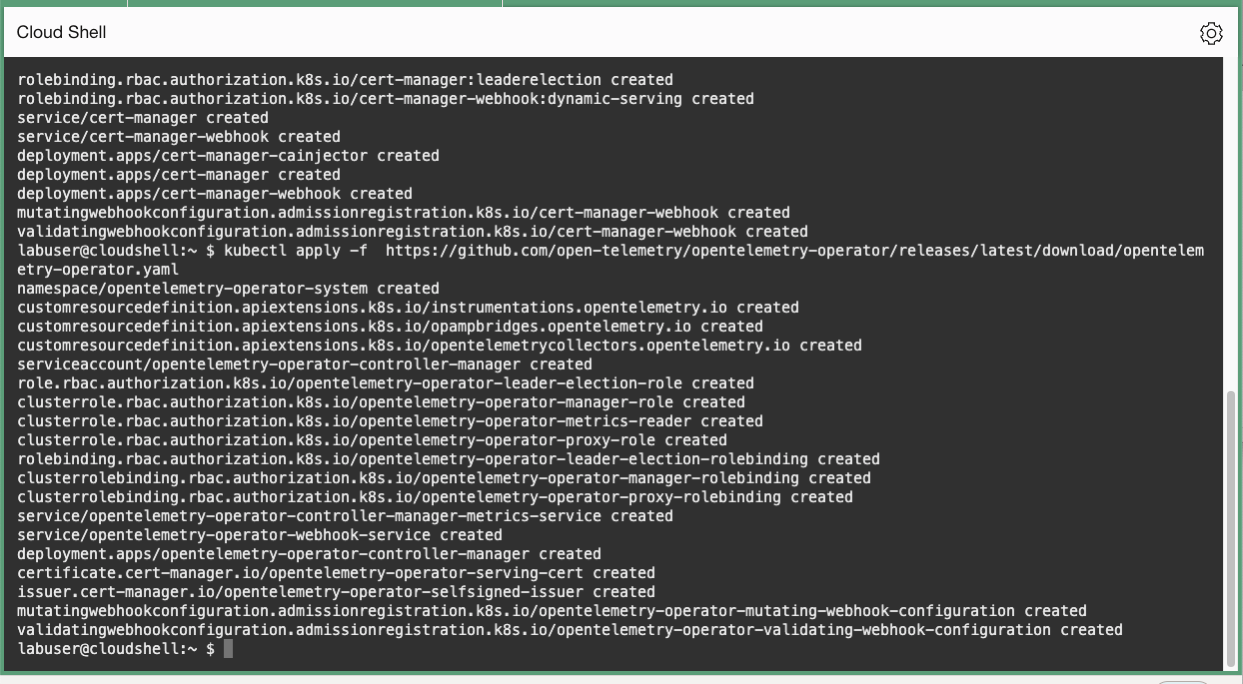 Cloud Shell
rolebinding.rbac.authorization.k8s.io/cert-manager:leaderelection created
rolebinding.rbac.authorization.k8s.io/cert-manager-webhook:dynamic-serving created
service/cert-manager created
service/cert-manager-webhook created
deployment.apps/cert-manager-cainjector created
deployment.apps/cert-manager created
deployment.apps/cert-manager-webhook created
mutatingwebhookconfiguration.admissionregistration.k8s.io/cert-manager-webhook created
validatingwebhookconfiguration.admissionregistration.k8s.io/cert-manager-webhook created
labuser@cloudshell:~ $ kubectl apply -f  https://github.com/open-telemetry/opentelemetry-operator/releases/latest/download/opentelem
etry-operator.yaml
namespace/opentelemetry-operator-system created
customresourcedefinition.apiextensions.k8s.io/instrumentations.opentelemetry.io created
customresourcedefinition.apiextensions.k8s.io/opampbridges.opentelemetry.io created
customresourcedefinition.apiextensions.k8s.io/opentelemetrycollectors.opentelemetry.io created
serviceaccount/opentelemetry-operator-controller-manager created
role.rbac.authorization.k8s.io/opentelemetry-operator-leader-election-role created
clusterrole.rbac.authorization.k8s.io/opentelemetry-operator-manager-role created
clusterrole.rbac.authorization.k8s.io/opentelemetry-operator-metrics-reader created
clusterrole.rbac.authorization.k8s.io/opentelemetry-operator-proxy-role created
rolebinding.rbac.authorization.k8s.io/opentelemetry-operator-leader-election-rolebinding created
clusterrolebinding.rbac.authorization.k8s.io/opentelemetry-operator-manager-rolebinding created
clusterrolebinding.rbac.authorization.k8s.io/opentelemetry-operator-proxy-rolebinding created
service/opentelemetry-operator-controller-manager-metrics-service created
service/opentelemetry-operator-webhook-service created
deployment.apps/opentelemetry-operator-controller-manager created
certificate.cert-manager.io/opentelemetry-operator-serving-cert created
issuer.cert-manager.io/opentelemetry-operator-selfsigned-issuer created
mutatingwebhookconfiguration.admissionregistration.k8s.io/opentelemetry-operator-mutating-webhook-configuration created
validatingwebhookconfiguration.admissionregistration.k8s.io/opentelemetry-operator-validating-webhook-configuration created
labuser@cloudshell:~ $